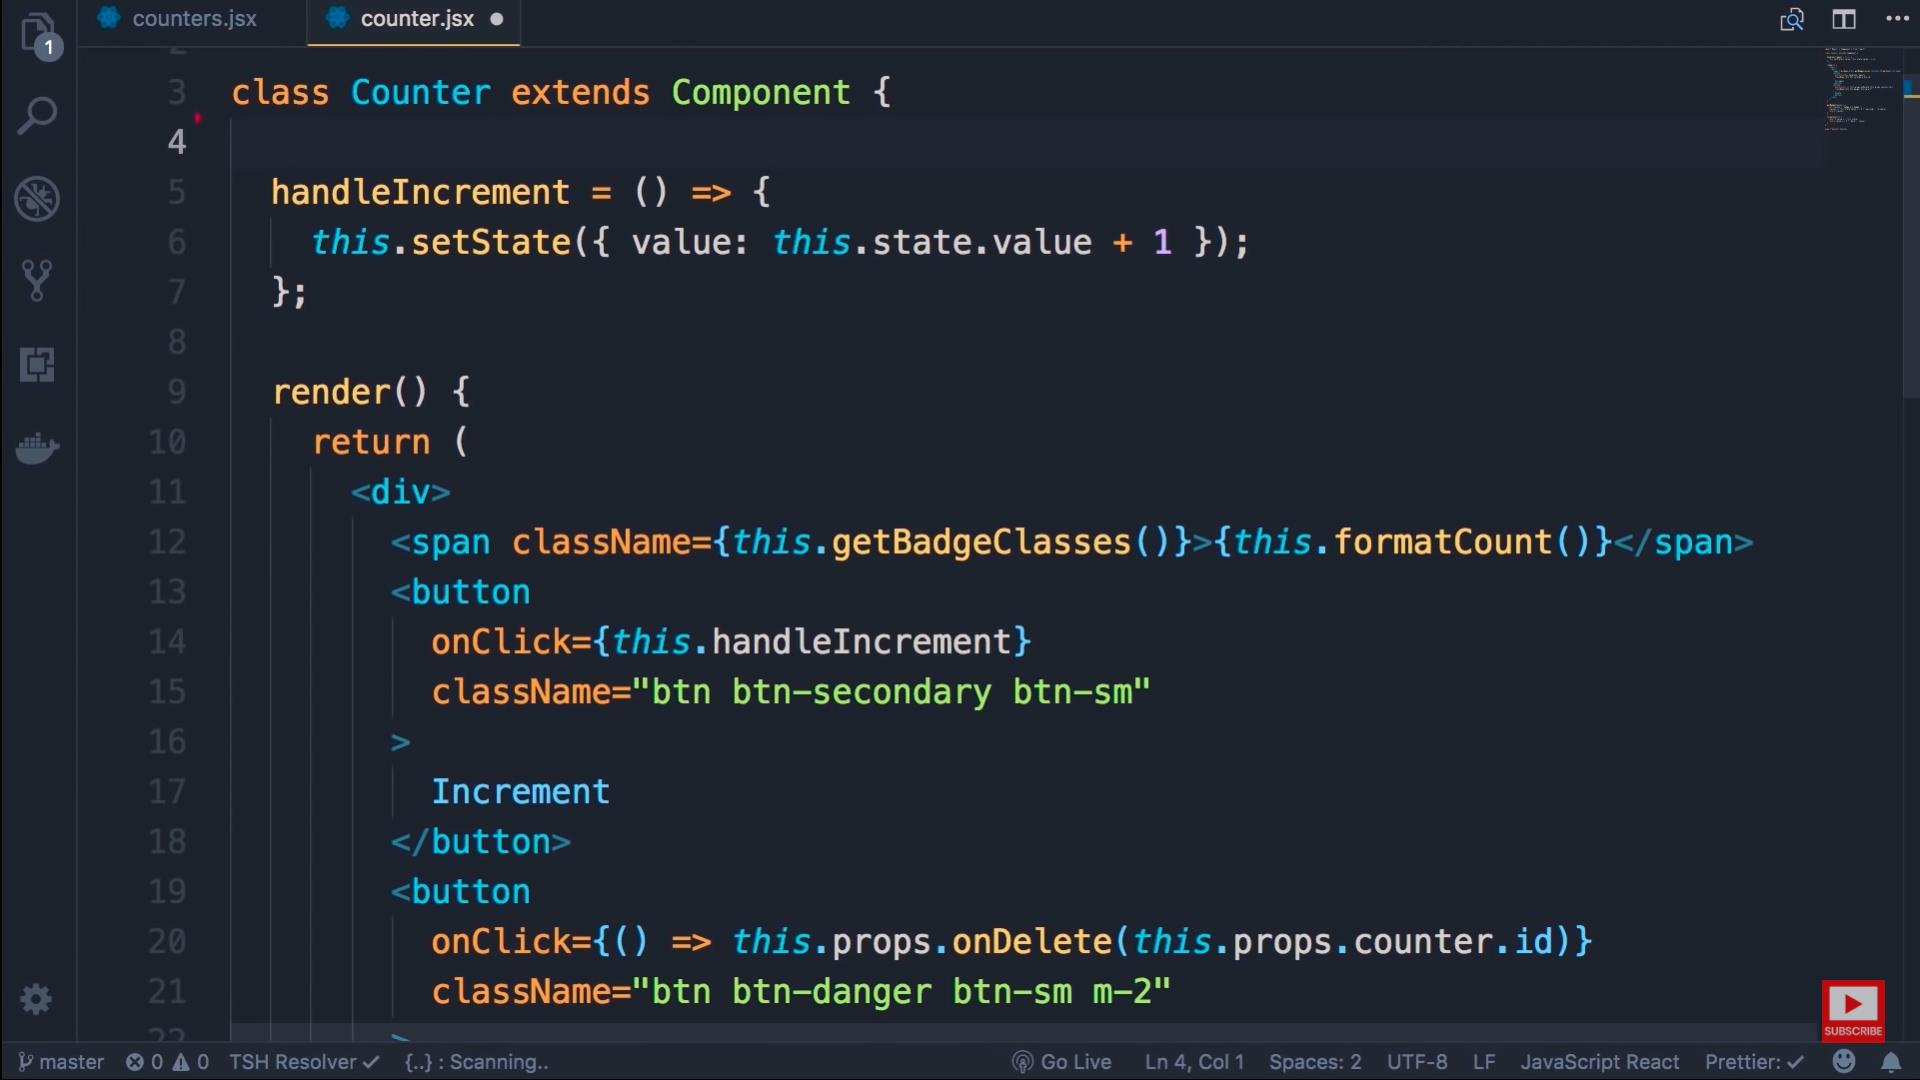 counters.jsx
counter.jsx
1
3 class Counter extends Component {
4
5 handleIncrement = () => {
6 this.setState({ value: this.state.value + 1 });
7 };
8
9 render() {
10 return (
11 <div>
12 <span className={this.getBadgeClasses()}>{this.formatCount()}</span>
13 <button
14 onClick={this.handleIncrement}
15 className="btn btn-secondary btn-sm"
16 >
17 Increment
18 </button>
19 <button
20 onClick={() => this.props.onDelete(this.props.counter.id)}
21 className="btn btn-danger btn-sm m-2"
22 >
SUBSCRIBE
master 0 0 TSH Resolver ✓ {..} : Scanning.. Go Live Ln 4, Col 1 Spaces: 2 UTF-8 LF JavaScript React Prettier: ✓